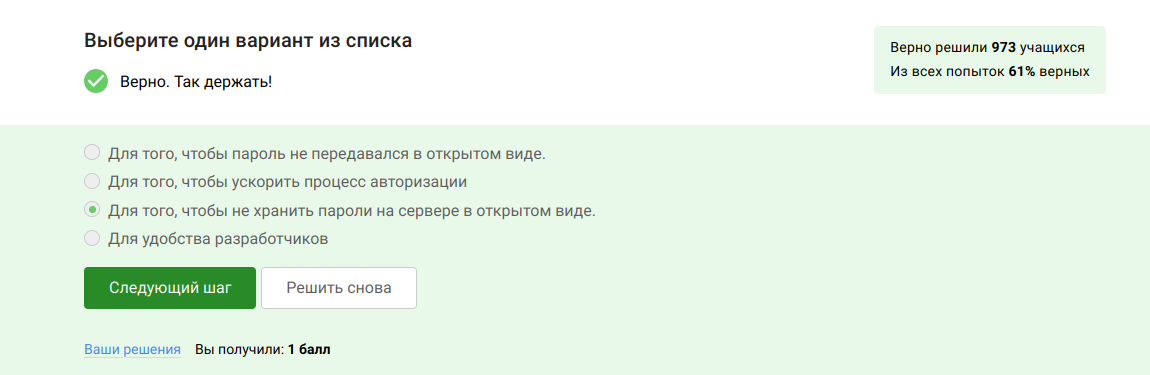 Выберите один вариант из списка
Верно. Так держать!
Верно решили 973 учащихся
Из всех попыток 61% верных
Для того, чтобы пароль не передавался в открытом виде.
Для того, чтобы ускорить процесс авторизации
Для того, чтобы не хранить пароли на сервере в открытом виде.
Для удобства разработчиков
Следующий шаг
Решить снова
Ваши решения Вы получили: 1 балл